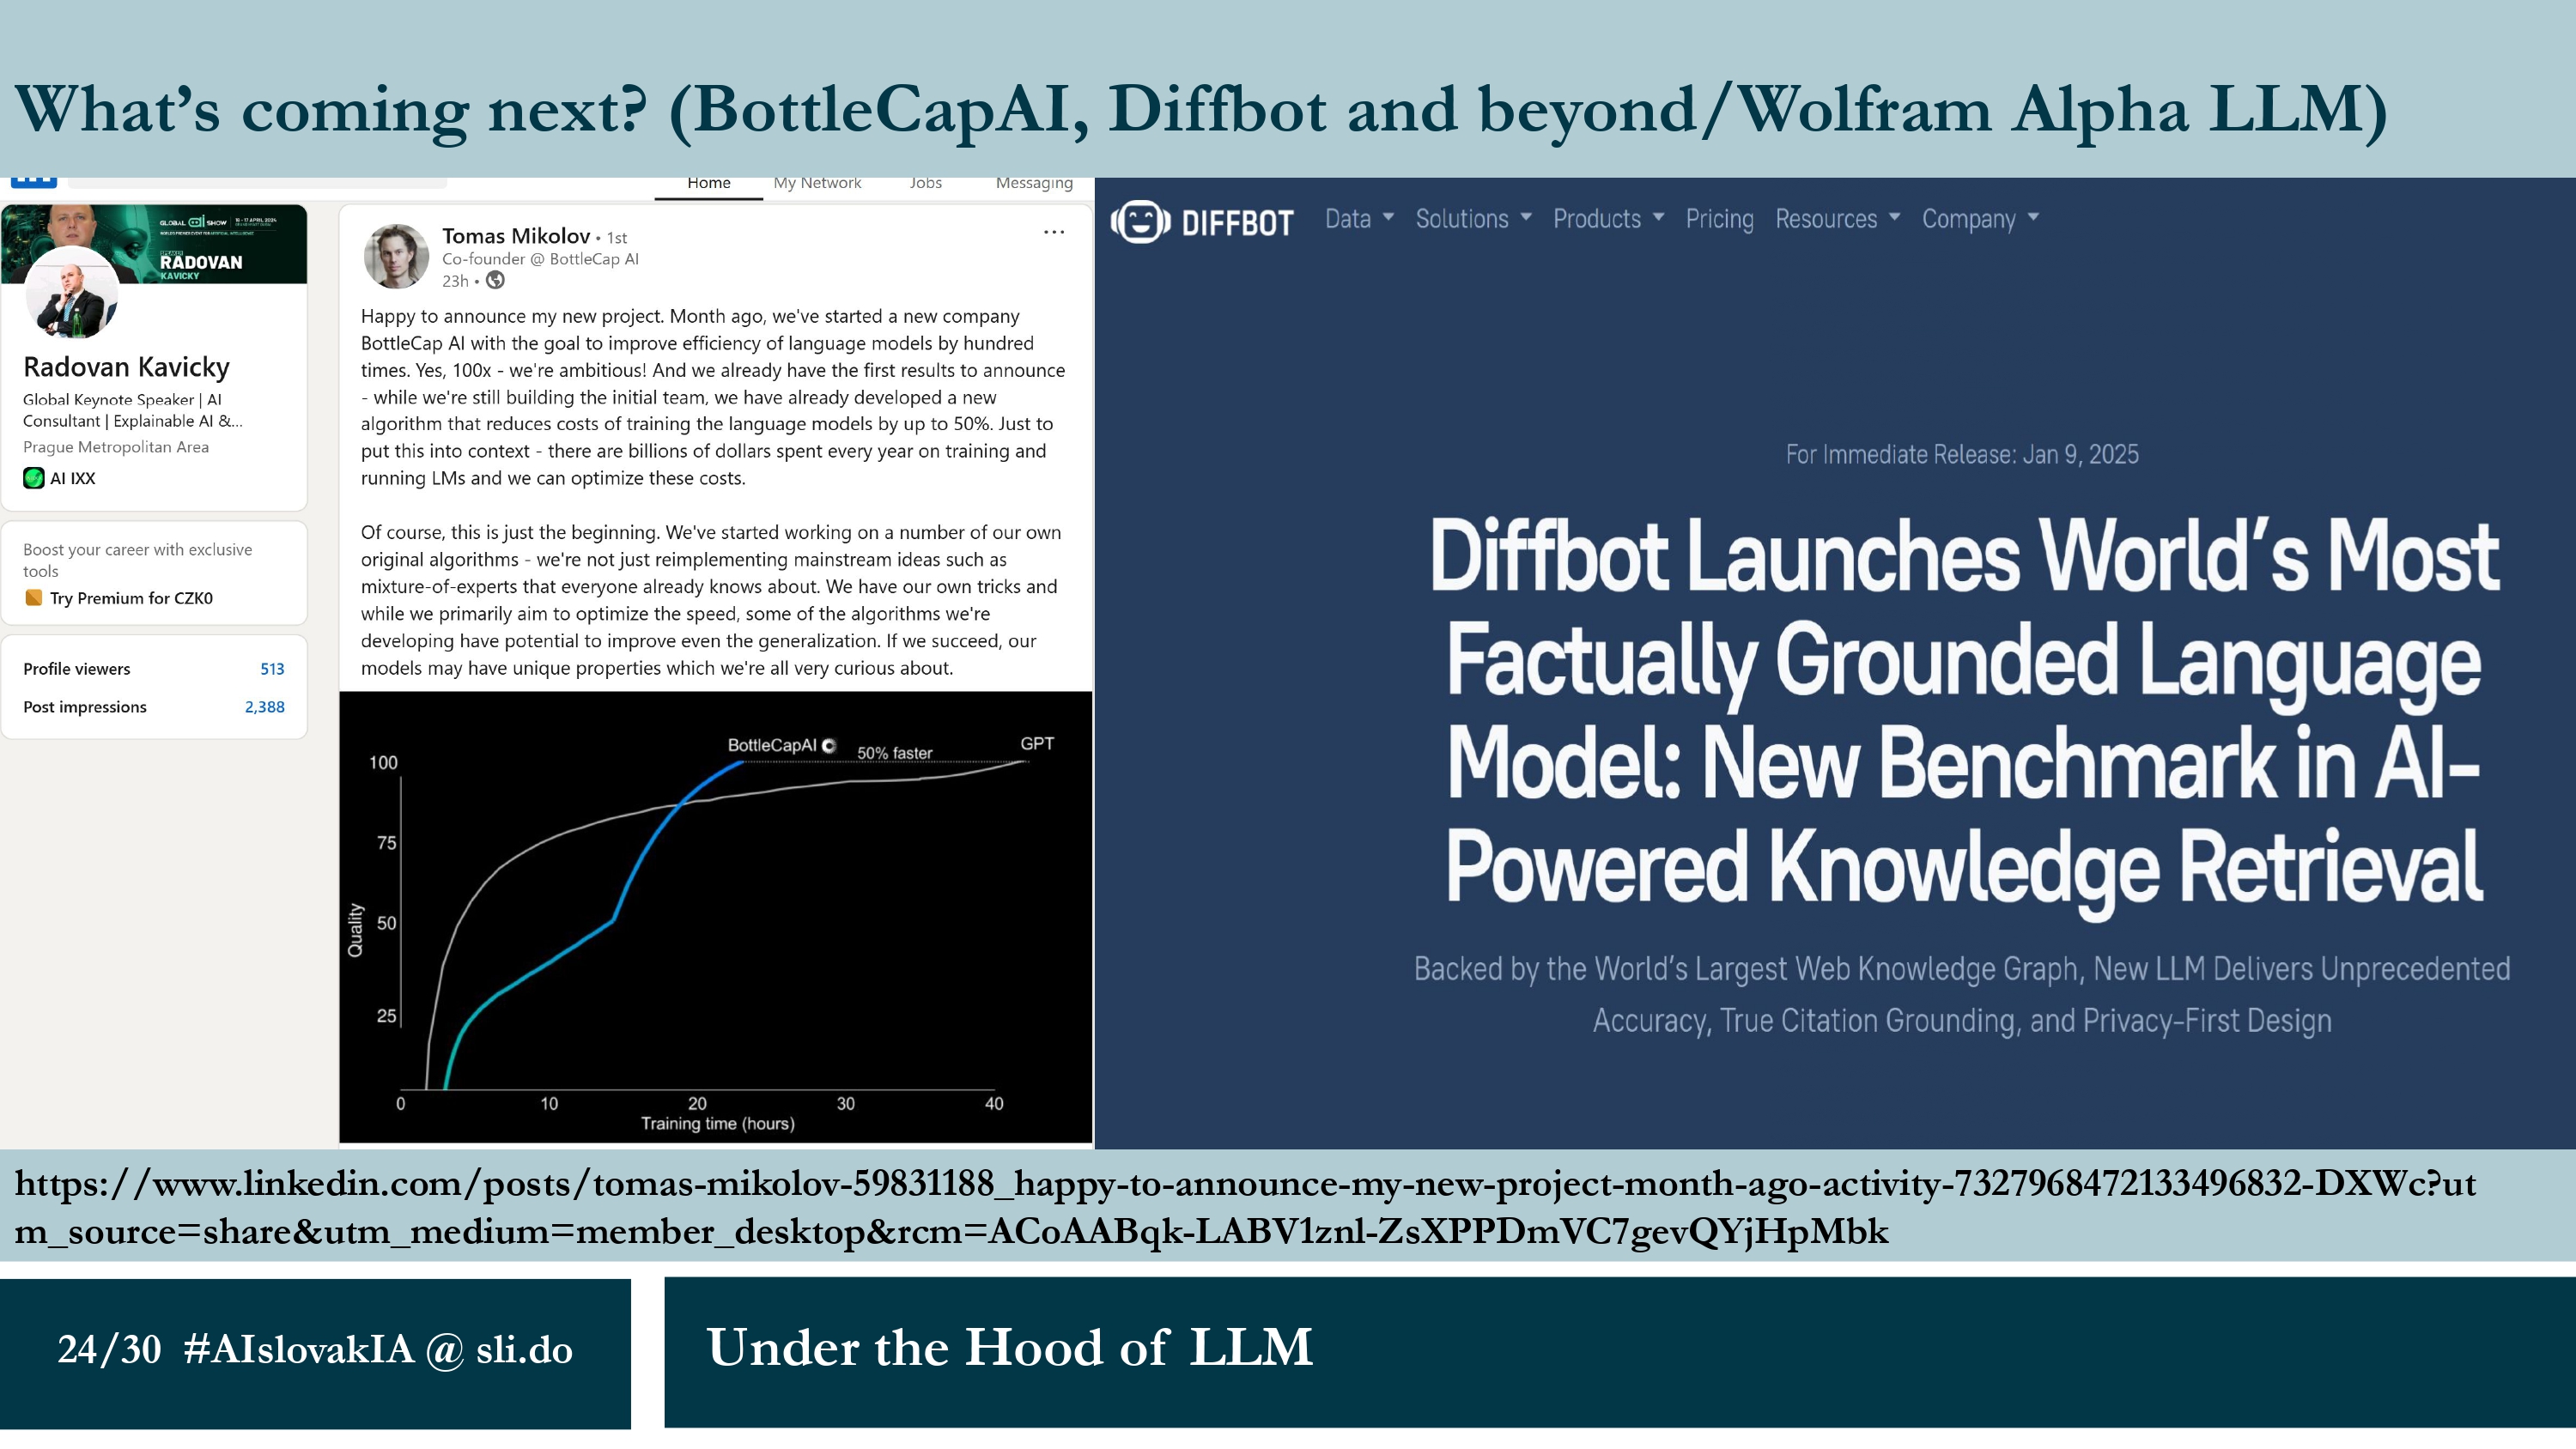 What's coming next? (BottleCapAI, Diffbot and beyond/Wolfram Alpha LLM)
Home My Network Jobs Messaging
GLOBAL ai SHOW
RADOVAN
KAVICKY
Radovan Kavicky
Global Keynote Speaker | AI
Consultant | Explainable AI &...
Prague Metropolitan Area
AI IXX
Boost your career with exclusive
tools
Try Premium for CZK0
Profile viewers 513
Post impressions 2,388
Tomas Mikolov • 1st
Co-founder @ BottleCap AI
23h •
Happy to announce my new project. Month ago, we've started a new company
BottleCap AI with the goal to improve efficiency of language models by hundred
times. Yes, 100x - we're ambitious! And we already have the first results to announce
- while we're still building the initial team, we have already developed a new
algorithm that reduces costs of training the language models by up to 50%. Just to
put this into context - there are billions of dollars spent every year on training and
running LMs and we can optimize these costs.
Of course, this is just the beginning. We've started working on a number of our own
original algorithms - we're not just reimplementing mainstream ideas such as
mixture-of-experts that everyone already knows about. We have our own tricks and
while we primarily aim to optimize the speed, some of the algorithms we're
developing have potential to improve even the generalization. If we succeed, our
models may have unique properties which we're all very curious about.
BottleCapAI 50% faster GPT
100
75
50
25
Quality
0 10 20 30 40
Training time (hours)
DIFFBOT Data Solutions Products Pricing Resources Company
For Immediate Release: Jan 9, 2025
Diffbot Launches World's Most
Factually Grounded Language
Model: New Benchmark in AI-
Powered Knowledge Retrieval
Backed by the World's Largest Web Knowledge Graph, New LLM Delivers Unprecedented
Accuracy, True Citation Grounding, and Privacy-First Design
https://www.linkedin.com/posts/tomas-mikolov-59831188_happy-to-announce-my-new-project-month-ago-activity-7327968472133496832-DXWc?ut
m_source=share&utm_medium=member_desktop&rcm=ACoAABqk-LABV1znl-ZsXPPDmVC7gevQYjHpMbk
24/30 #AIslovakIA @ sli.do
Under the Hood of LLM